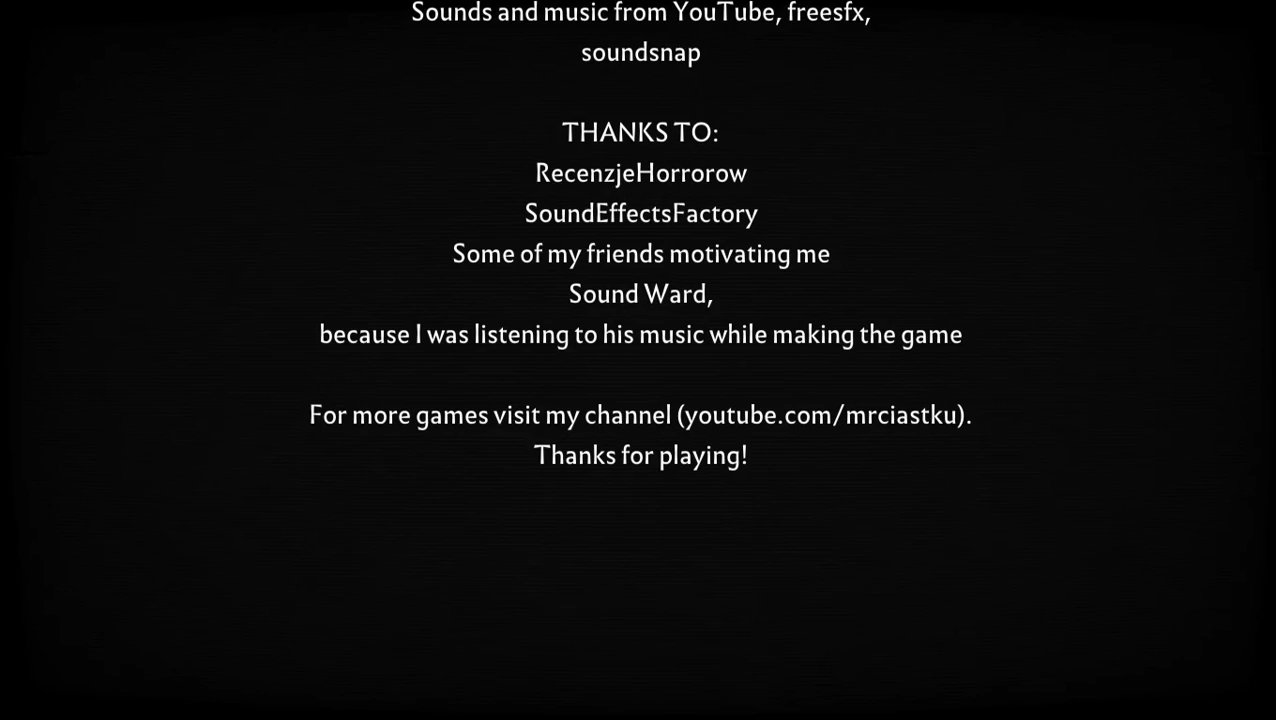 Sounds and music from YouTube, freesfx,
soundsnap
THANKS TO:
RecenzjeHorrorow
SoundEffectsFactory
Some of my friends motivating me
Sound Ward,
because I was listening to his music while making the game
For more games visit my channel (youtube.com/mrciastku).
Thanks for playing!